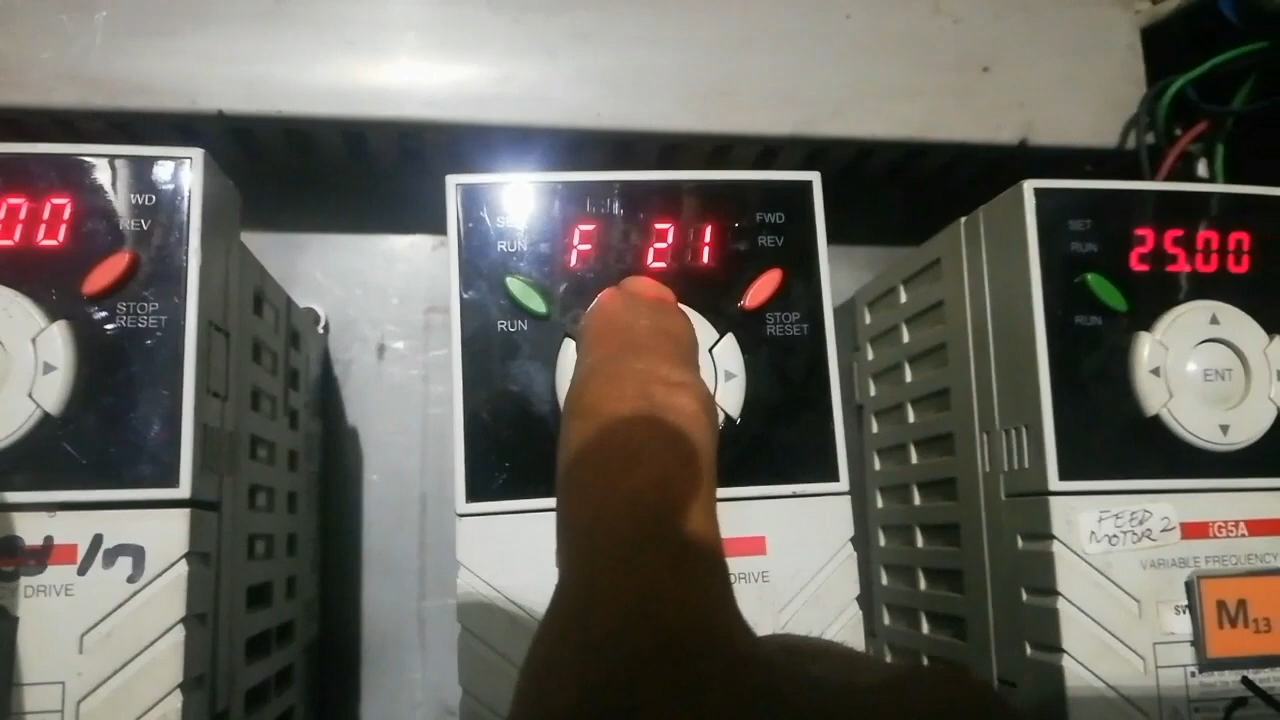 00
WD
REV
STOP
RESET
DRIVE
F 21
FWD
REV
RUN
RUN
STOP
RESET
DRIVE
SET
RUN
25.00
RUN
ENT
FEED
MOTOR 2
iG5A
VARIABLE FREQUENCY
M13